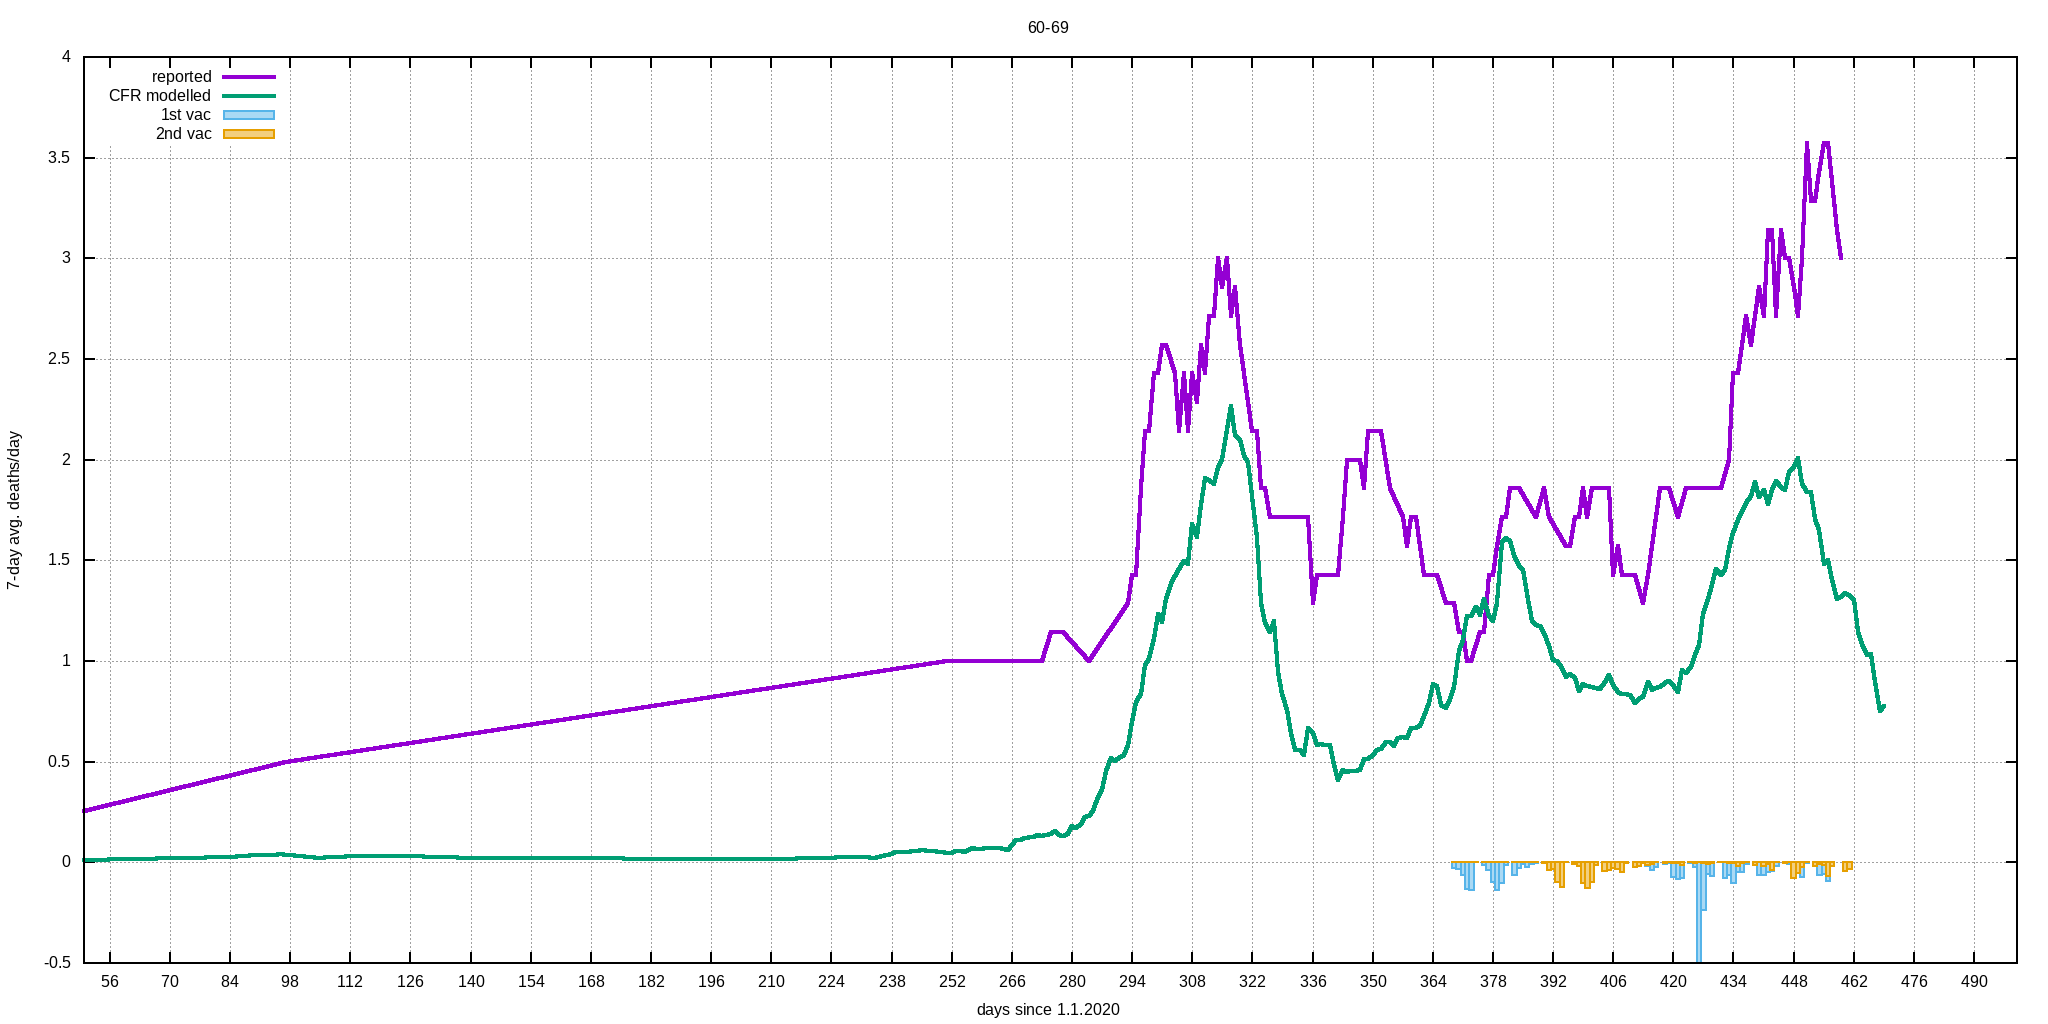 60-69
reported
CFR modelled
1st vac
2nd vac
4
3.5
3
2.5
2
1.5
1
0.5
0
-0.5
7-day avg. deaths/day
56 70 84 98 112 126 140 154 168 182 196 210 224 238 252 266 280 294 308 322 336 350 364 378 392 406 420 434 448 462 476 490
days since 1.1.2020